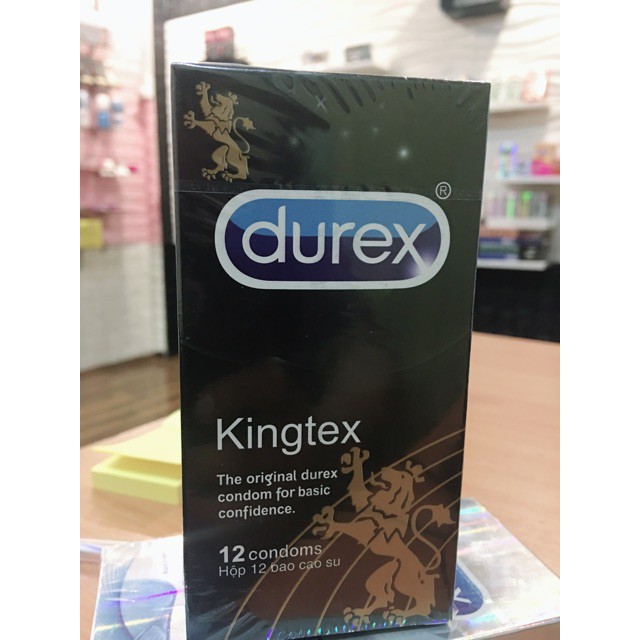 durex®
Kingtex
The original durex
condom for basic
confidence.
12 condoms
Hộp 12 bao cao su